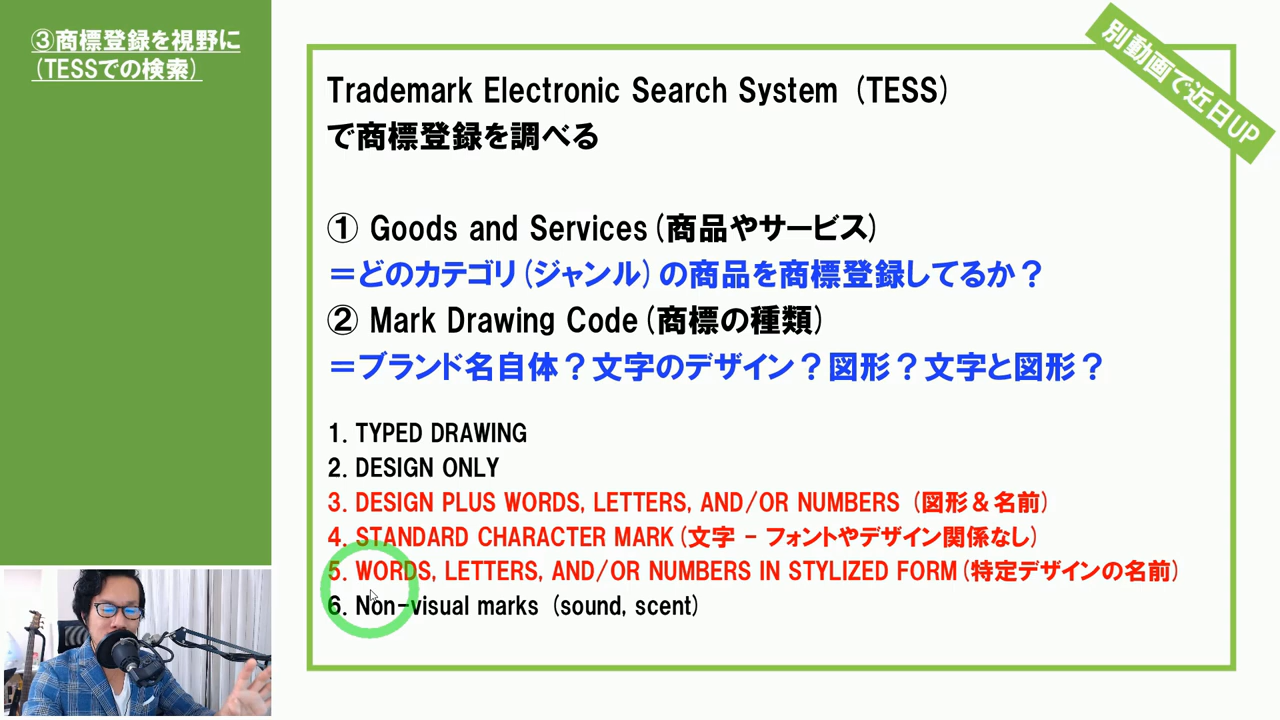 ③商標登録を視野に
(TESSでの検索)
別動画で近日UP
Trademark Electronic Search System (TESS)
で商標登録を調べる
① Goods and Services(商品やサービス)
＝どのカテゴリ(ジャンル)の商品を商標登録してるか？
② Mark Drawing Code(商標の種類)
＝ブランド名自体？文字のデザイン？図形？文字と図形？
1. TYPED DRAWING
2. DESIGN ONLY
3. DESIGN PLUS WORDS, LETTERS, AND/OR NUMBERS (図形＆名前)
4. STANDARD CHARACTER MARK(文字 - フォントやデザイン関係なし)
5. WORDS, LETTERS, AND/OR NUMBERS IN STYLIZED FORM(特定デザインの名前)
6. Non-visual marks (sound, scent)